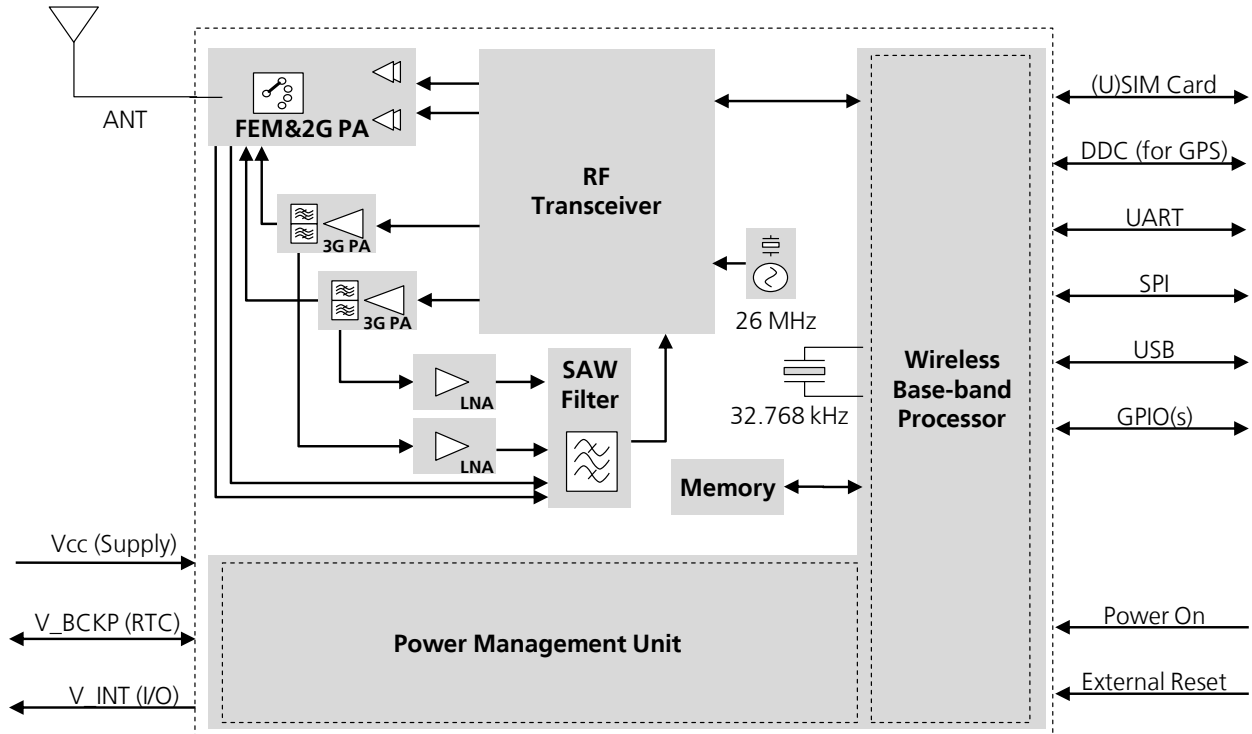 ANT
FEM&2G PA
RF
Transceiver
3G PA
3G PA
LNA
LNA
SAW
Filter
26 MHz
32.768 kHz
Memory
Wireless
Base-band
Processor
Power Management Unit
(U)SIM Card
DDC (for GPS)
UART
SPI
USB
GPIO(s)
Vcc (Supply)
V_BCKP (RTC)
V_INT (I/O)
Power On
External Reset